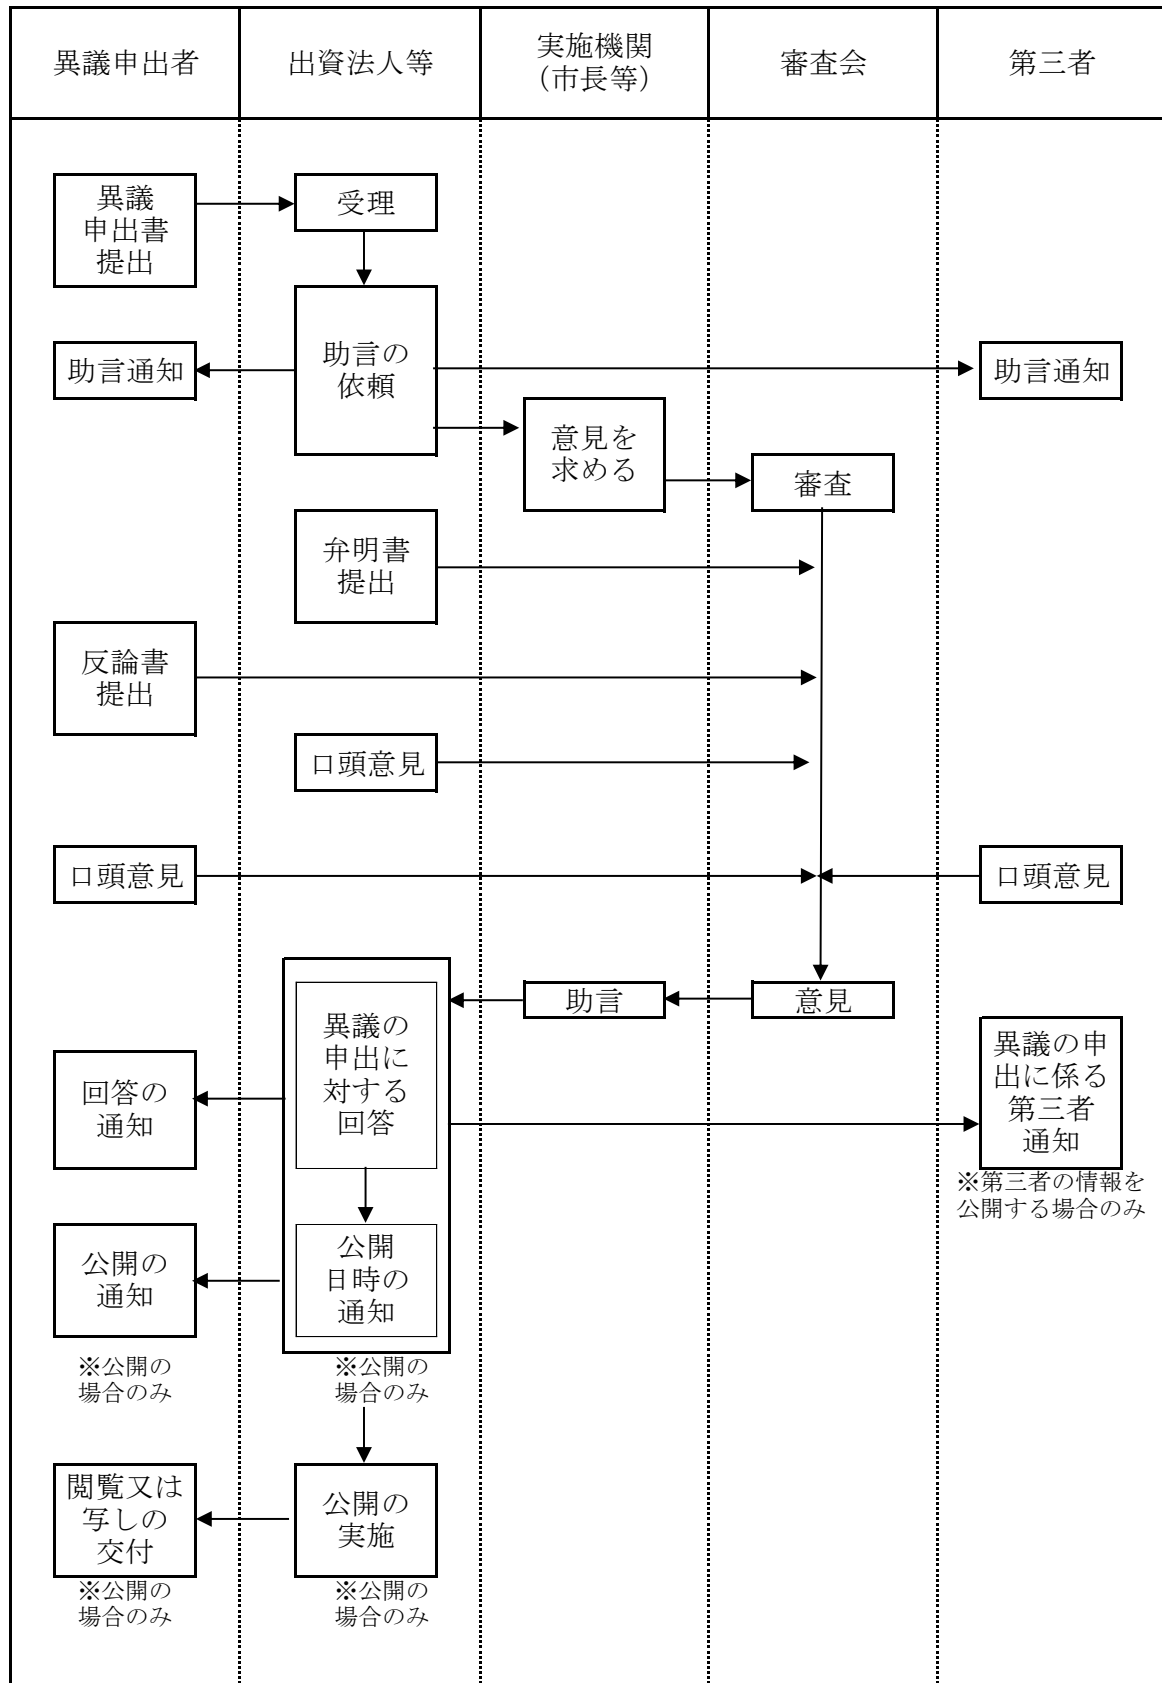 異議申出者
出資法人等
実施機関
（市長等）
審査会
第三者
異議
申出書
提出
受理
助言の
依頼
助言通知
助言通知
意見を
求める
審査
弁明書
提出
反論書
提出
口頭意見
口頭意見
口頭意見
意見
助言
異議の
申出に
対する
回答
回答の
通知
異議の申
出に係る
第三者
通知
※第三者の情報を
公開する場合のみ
公開
日時の
通知
公開の
通知
※公開の
場合のみ
※公開の
場合のみ
公開の
実施
閲覧又は
写しの
交付
※公開の
場合のみ
※公開の
場合のみ